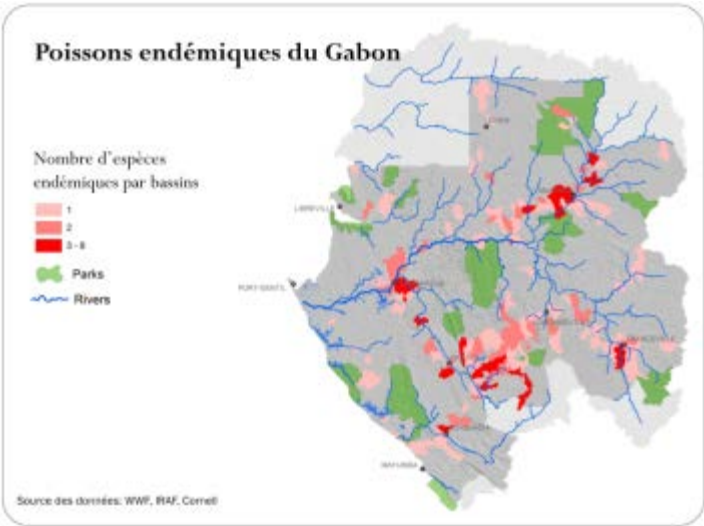 Poissons endémiques du Gabon
Nombre d'espèces
endémiques par bassins
1
2
3 - 8
Parks
Rivers
LIBREVILLE
PORT-GENTIL
Source des données: WWF, IRAF, Cornell